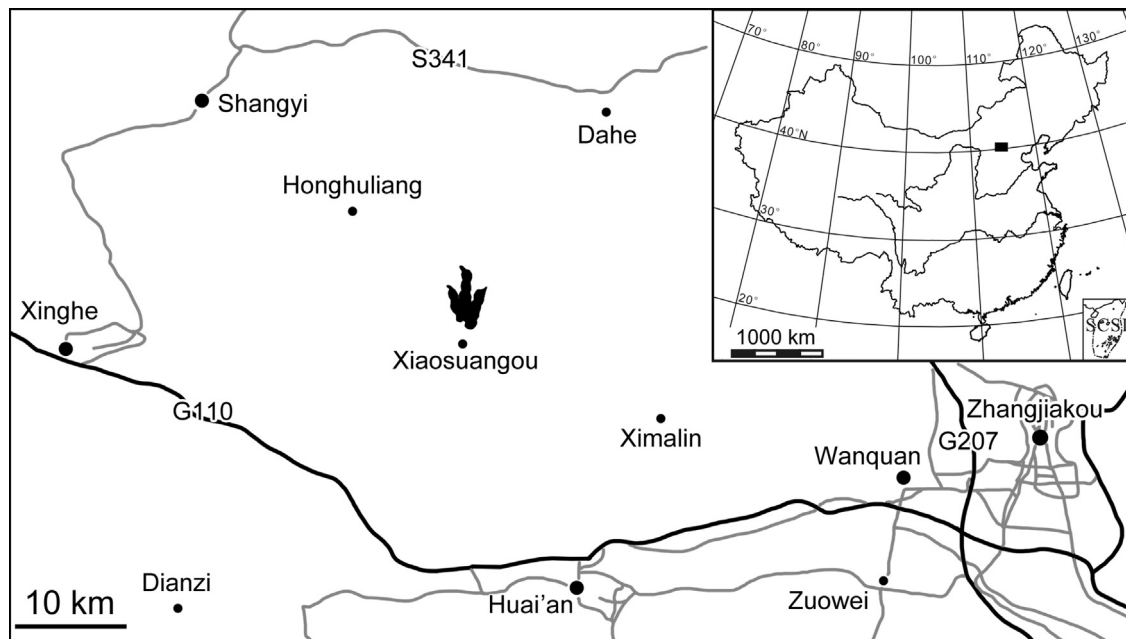 S341
Shangyi
Dahe
Honghuliang
Xinghe
Xiaosuangou
G110
Ximalin
Zhangjiakou
G207
Wanquan
Dianzi
10 km
Huai'an
Zuowei
70°
80°
90°
100°
110°
120°
130°
40°N
30°
20°
1000 km
SCSI